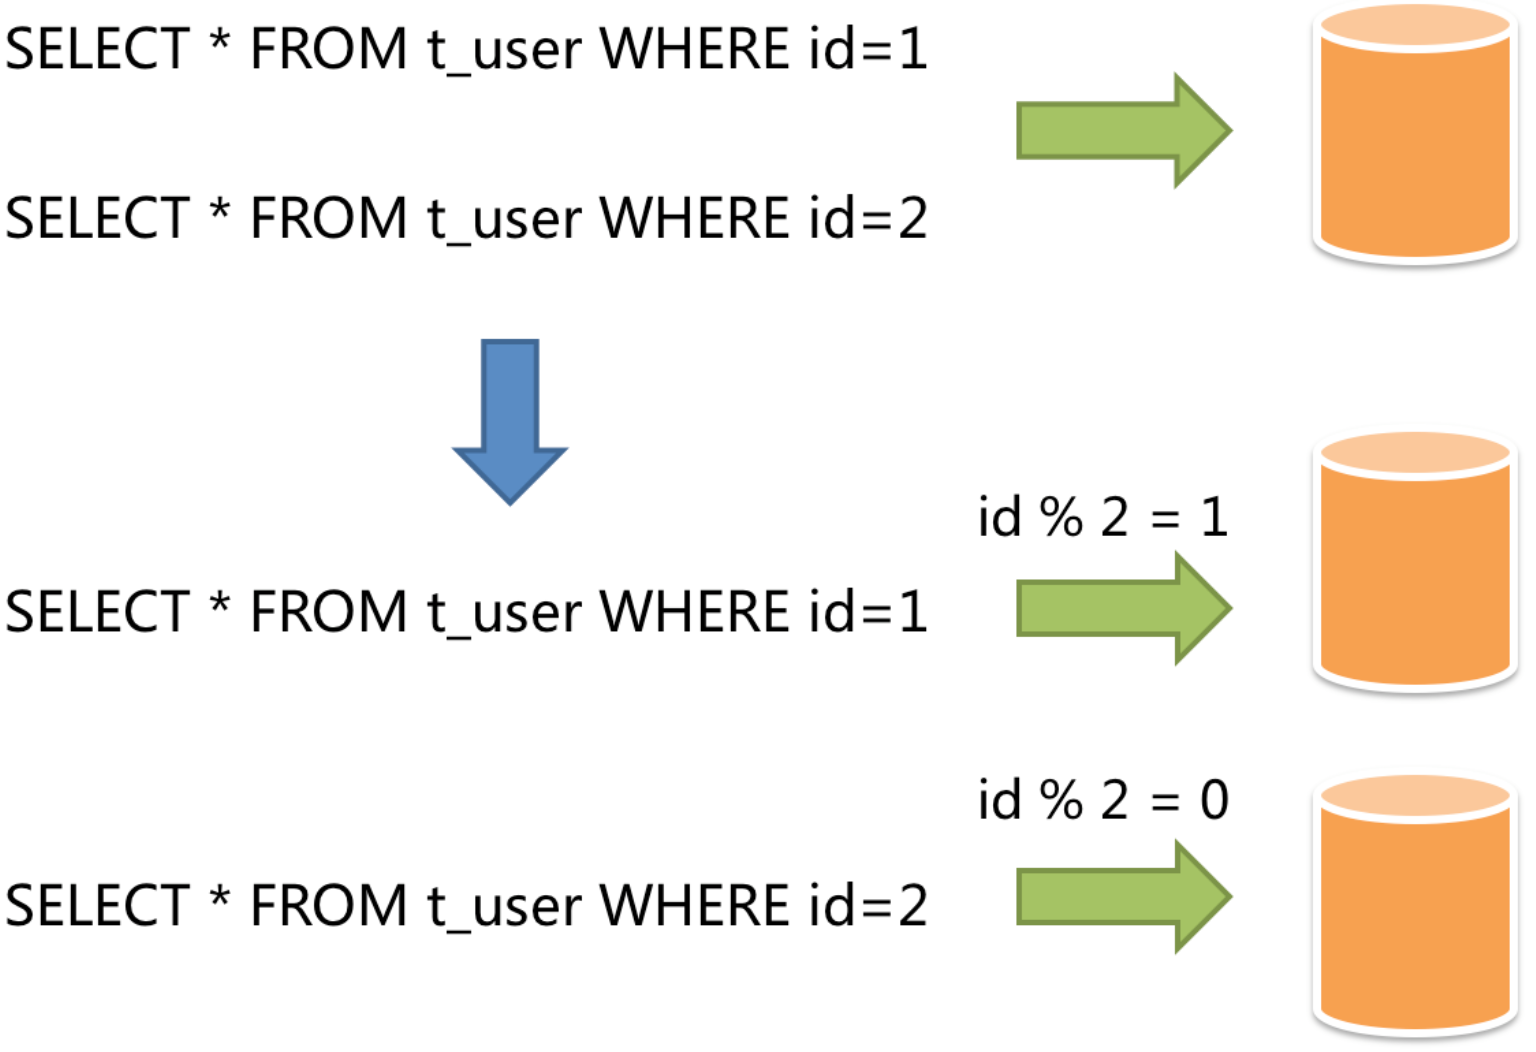 SELECT * FROM t_user WHERE id=1
SELECT * FROM t_user WHERE id=2
id % 2 = 1
SELECT * FROM t_user WHERE id=1
id % 2 = 0
SELECT * FROM t_user WHERE id=2